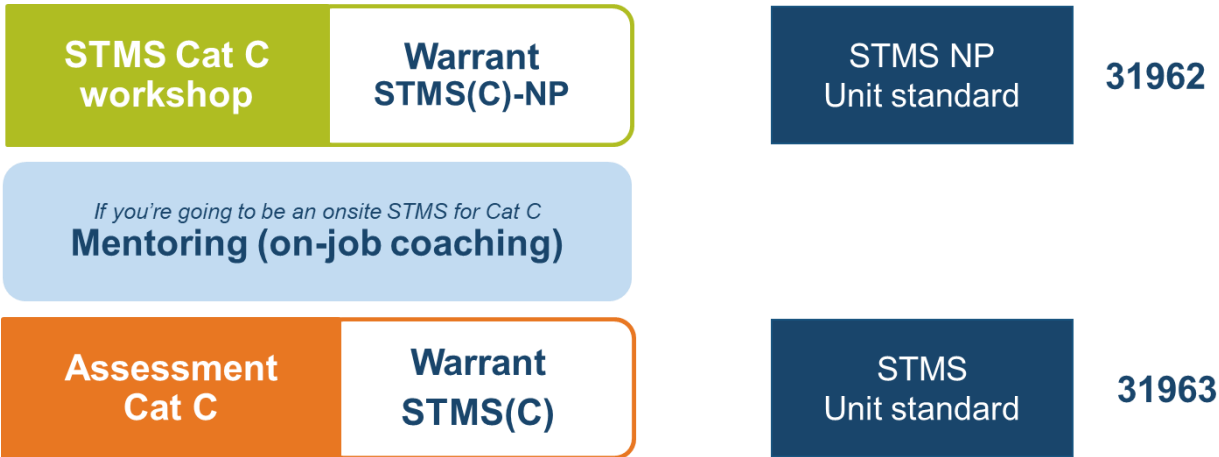 STMS Cat C
workshop
Warrant
STMS(C)-NP
STMS NP
Unit standard
31962
If you're going to be an onsite STMS for Cat C
Mentoring (on-job coaching)
Assessment
Cat C
Warrant
STMS(C)
STMS
Unit standard
31963